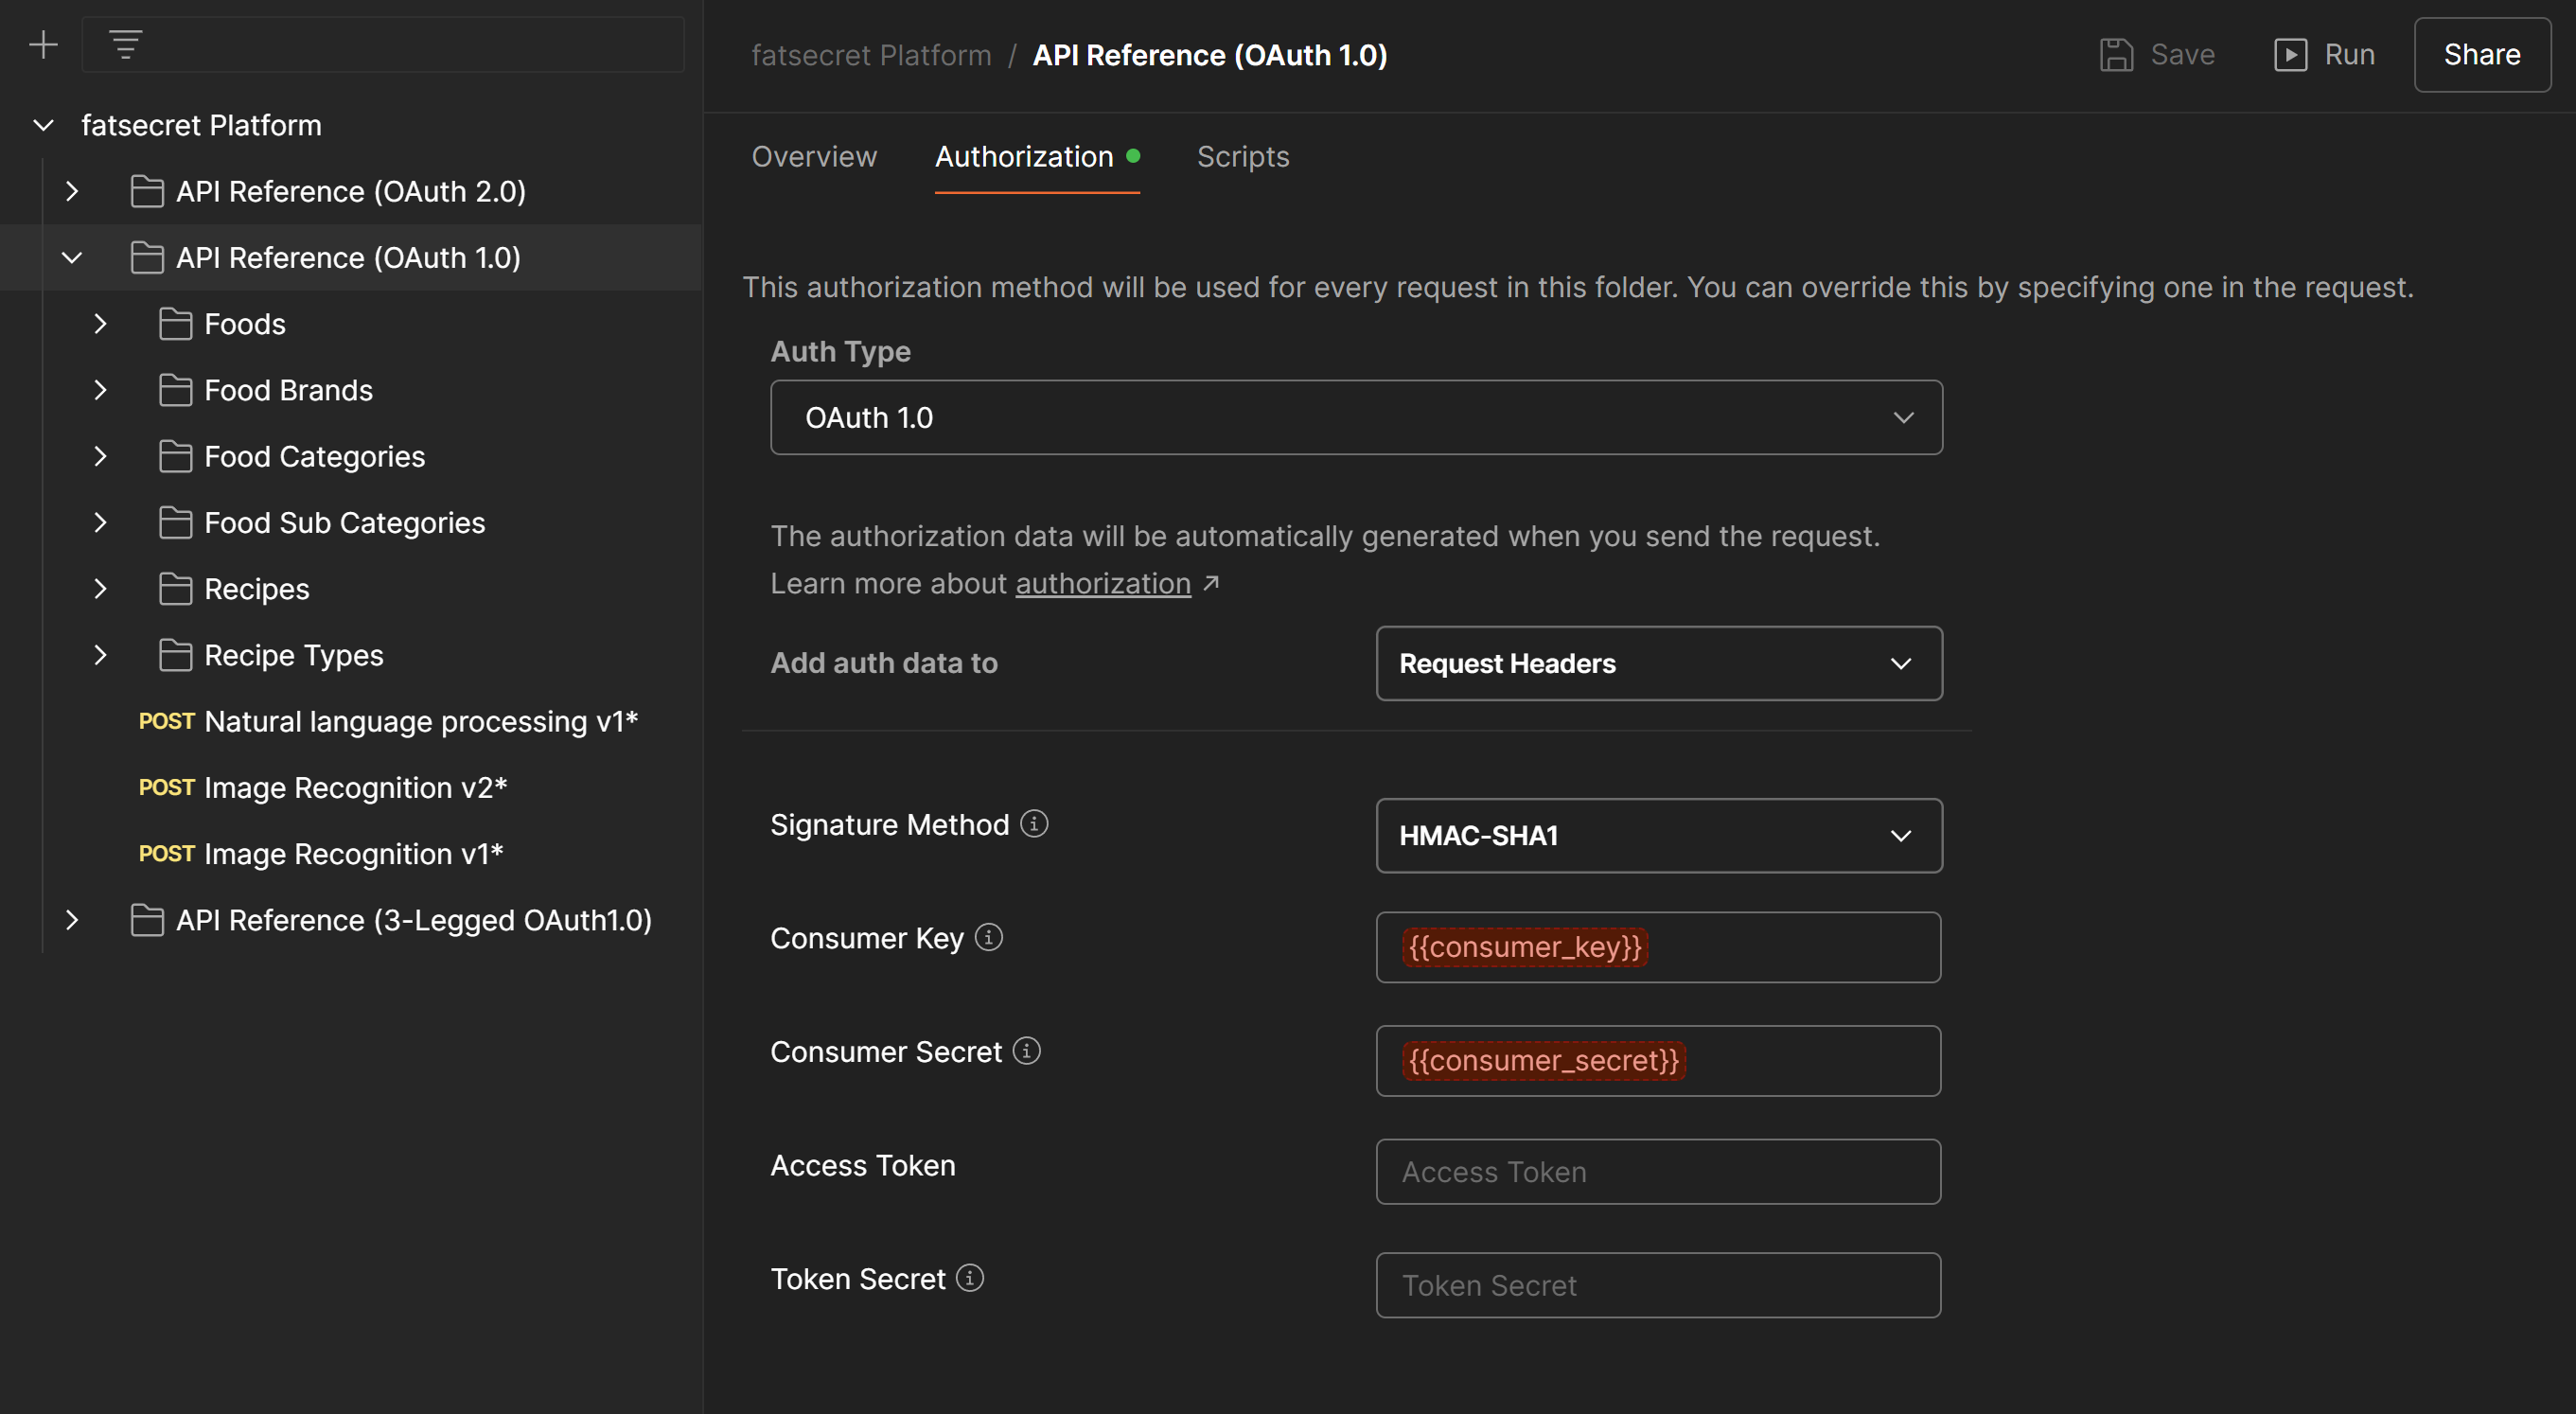 fatsecret Platform
API Reference (OAuth 2.0)
API Reference (OAuth 1.0)
Foods
Food Brands
Food Categories
Food Sub Categories
Recipes
Recipe Types
POST Natural language processing v1*
POST Image Recognition v2*
POST Image Recognition v1*
API Reference (3-Legged OAuth1.0)
fatsecret Platform / API Reference (OAuth 1.0)
Save Run Share
Overview Authorization Scripts
This authorization method will be used for every request in this folder. You can override this by specifying one in the request.
Auth Type
OAuth 1.0
The authorization data will be automatically generated when you send the request.
Learn more about authorization ↗
Add auth data to Request Headers
Signature Method HMAC-SHA1
Consumer Key {{consumer_key}}
Consumer Secret {{consumer_secret}}
Access Token Access Token
Token Secret Token Secret